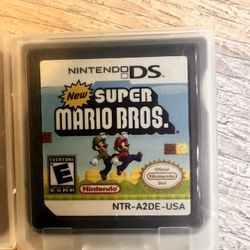 NINTENDO DS
New SUPER
MARIO BROS.
EVERYONE
E
ESRB
Nintendo
Official
Nintendo
Seal
NTR-A2DE-USA